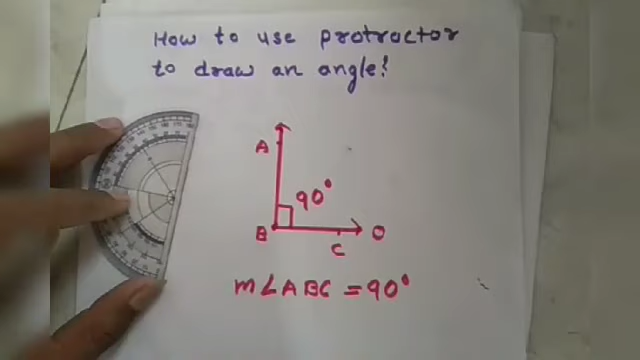 How to use protractor
to draw an angle?
A
90°
B
C
O
M∠ABC = 90°